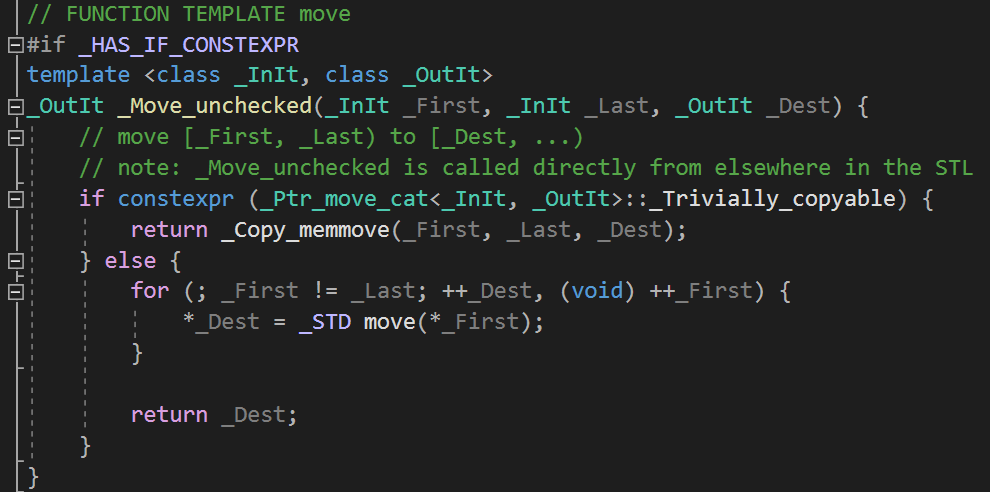 // FUNCTION TEMPLATE move
#if _HAS_IF_CONSTEXPR
template <class _InIt, class _OutIt>
_OutIt _Move_unchecked(_InIt _First, _InIt _Last, _OutIt _Dest) {
// move [_First, _Last) to [_Dest, ...)
// note: _Move_unchecked is called directly from elsewhere in the STL
if constexpr (_Ptr_move_cat<_InIt, _OutIt>::_Trivially_copyable) {
return _Copy_memmove(_First, _Last, _Dest);
} else {
for (; _First != _Last; ++_Dest, (void) ++_First) {
*_Dest = _STD move(*_First);
}
return _Dest;
}
}